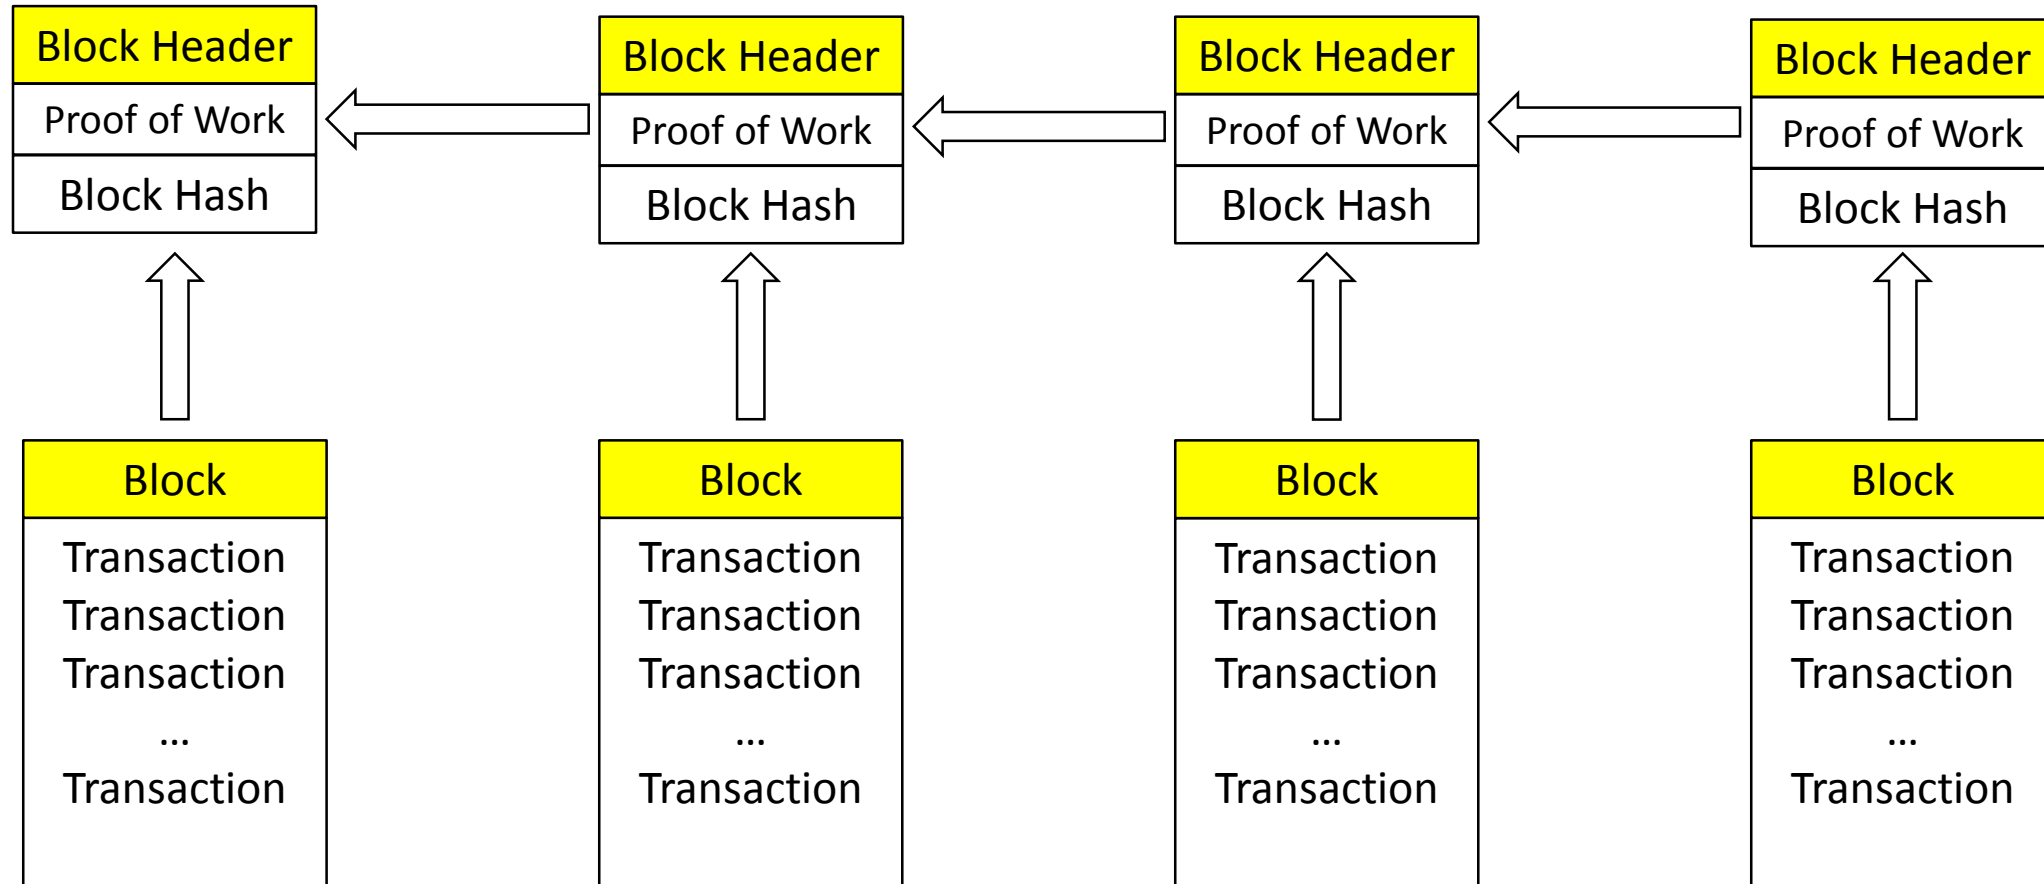 Block Header
Proof of Work
Block Hash
Block Header
Proof of Work
Block Hash
Block Header
Proof of Work
Block Hash
Block Header
Proof of Work
Block Hash
Block
Transaction
Transaction
Transaction
...
Transaction
Block
Transaction
Transaction
Transaction
...
Transaction
Block
Transaction
Transaction
Transaction
...
Transaction
Block
Transaction
Transaction
Transaction
...
Transaction